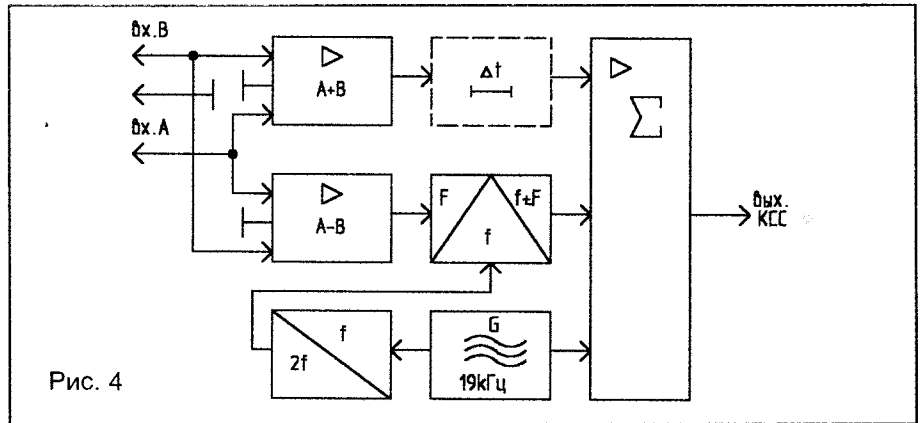 Вх.В
A+B
Δt
Σ
Вх.А
A−B
F
f±F
f
Вых.
КСС
2f
f
G
19кГц
Рис. 4